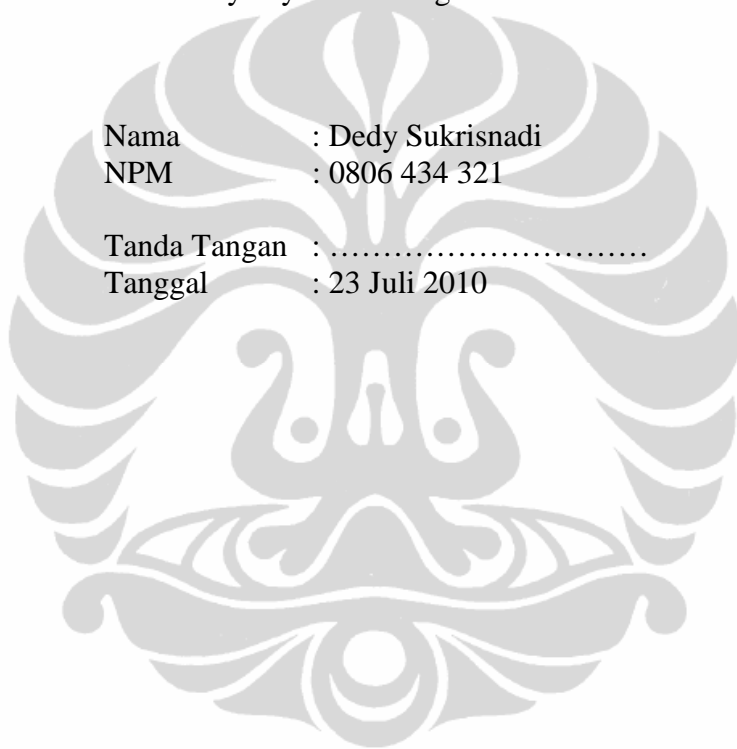 Nama : Dedy Sukrisnadi
NPM : 0806 434 321
Tanda Tangan : …………………………
Tanggal : 23 Juli 2010